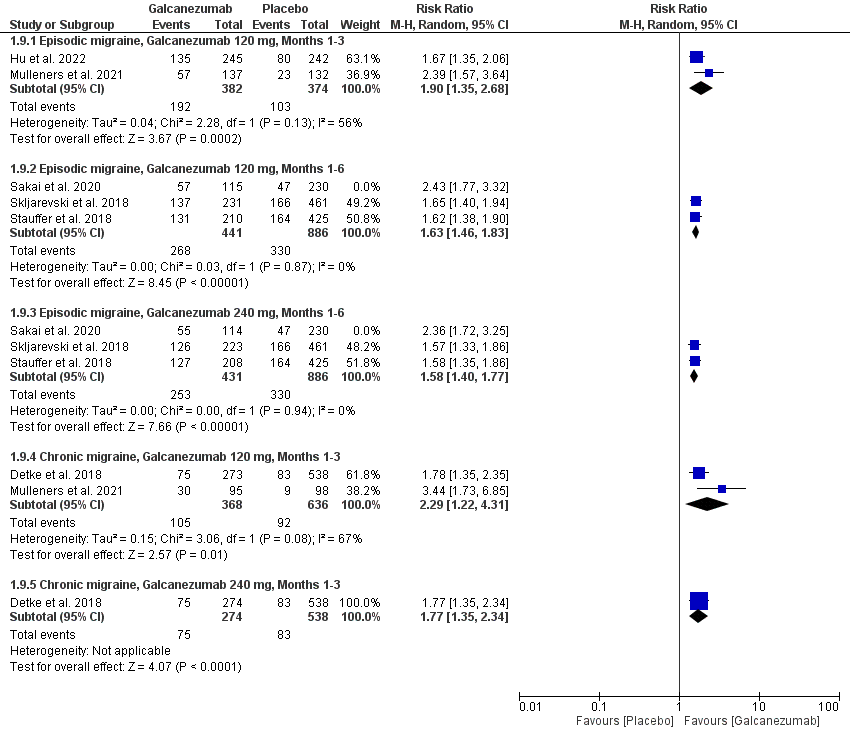 Galcanezumab Placebo Risk Ratio Risk Ratio
Study or Subgroup Events Total Events Total Weight M-H, Random, 95% CI M-H, Random, 95% CI
1.9.1 Episodic migraine, Galcanezumab 120 mg, Months 1-3
Hu et al. 2022 135 245 80 242 63.1% 1.67 [1.35, 2.06]
Mulleners et al. 2021 57 137 23 132 36.9% 2.39 [1.57, 3.64]
Subtotal (95% CI) 382 374 100.0% 1.90 [1.35, 2.68]
Total events 192 103
Heterogeneity: Tau² = 0.04; Chi² = 2.28, df = 1 (P = 0.13); I² = 56%
Test for overall effect: Z = 3.67 (P = 0.0002)
1.9.2 Episodic migraine, Galcanezumab 120 mg, Months 1-6
Sakai et al. 2020 57 115 47 230 0.0% 2.43 [1.77, 3.32]
Skljarevski et al. 2018 137 231 166 461 49.2% 1.65 [1.40, 1.94]
Stauffer et al. 2018 131 210 164 425 50.8% 1.62 [1.38, 1.90]
Subtotal (95% CI) 441 886 100.0% 1.63 [1.46, 1.83]
Total events 268 330
Heterogeneity: Tau² = 0.00; Chi² = 0.03, df = 1 (P = 0.87); I² = 0%
Test for overall effect: Z = 8.45 (P < 0.00001)
1.9.3 Episodic migraine, Galcanezumab 240 mg, Months 1-6
Sakai et al. 2020 55 114 47 230 0.0% 2.36 [1.72, 3.25]
Skljarevski et al. 2018 126 223 166 461 48.2% 1.57 [1.33, 1.86]
Stauffer et al. 2018 127 208 164 425 51.8% 1.58 [1.35, 1.86]
Subtotal (95% CI) 431 886 100.0% 1.58 [1.40, 1.77]
Total events 253 330
Heterogeneity: Tau² = 0.00; Chi² = 0.00, df = 1 (P = 0.94); I² = 0%
Test for overall effect: Z = 7.66 (P < 0.00001)
1.9.4 Chronic migraine, Galcanezumab 120 mg, Months 1-3
Detke et al. 2018 75 273 83 538 61.8% 1.78 [1.35, 2.35]
Mulleners et al. 2021 30 95 9 98 38.2% 3.44 [1.73, 6.85]
Subtotal (95% CI) 368 636 100.0% 2.29 [1.22, 4.31]
Total events 105 92
Heterogeneity: Tau² = 0.15; Chi² = 3.06, df = 1 (P = 0.08); I² = 67%
Test for overall effect: Z = 2.57 (P = 0.01)
1.9.5 Chronic migraine, Galcanezumab 240 mg, Months 1-3
Detke et al. 2018 75 274 83 538 100.0% 1.77 [1.35, 2.34]
Subtotal (95% CI) 274 538 100.0% 1.77 [1.35, 2.34]
Total events 75 83
Heterogeneity: Not applicable
Test for overall effect: Z = 4.07 (P < 0.0001)
0.01 0.1 1 10 100
Favours [Placebo] Favours [Galcanezumab]